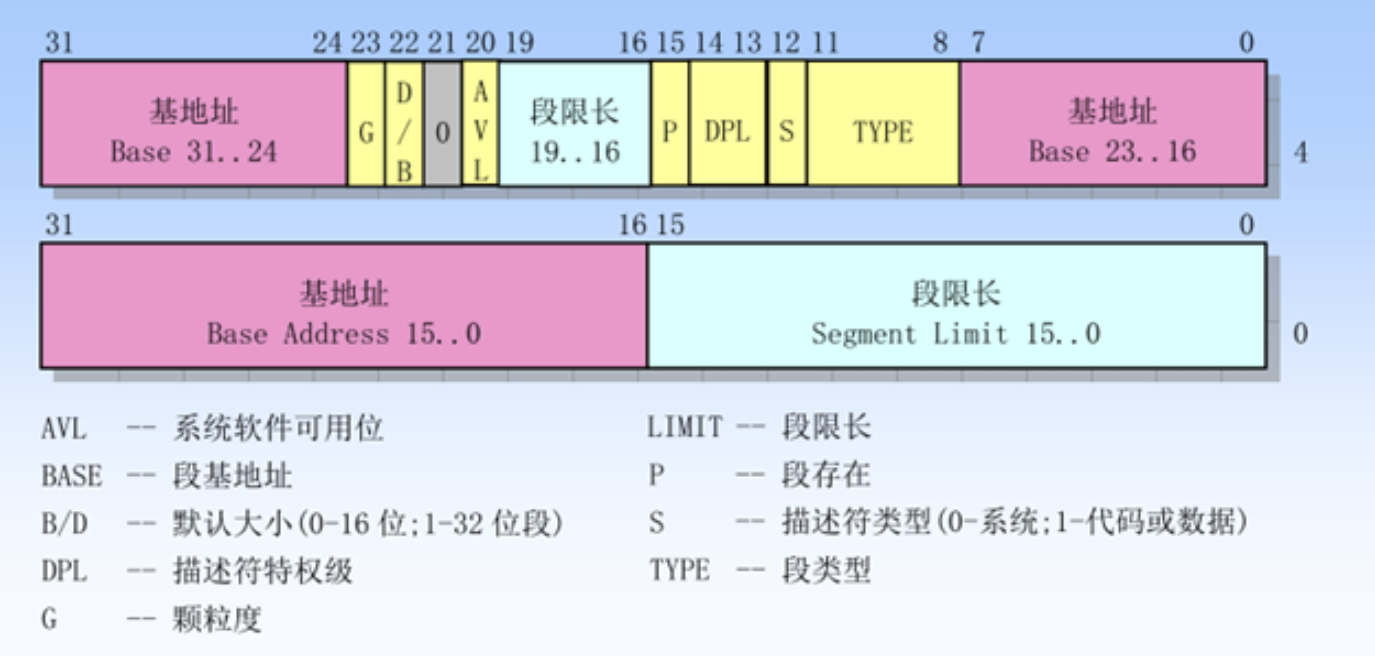 31 24 23 22 21 20 19 16 15 14 13 12 11 8 7 0
基地址
Base 31..24
G
D/B
0
AVL
段限长
19..16
P
DPL
S
TYPE
基地址
Base 23..16
4
31 16 15 0
基地址
Base Address 15..0
段限长
Segment Limit 15..0
0
AVL -- 系统软件可用位
BASE -- 段基地址
B/D -- 默认大小(0-16 位;1-32 位段)
DPL -- 描述符特权级
G -- 颗粒度
LIMIT -- 段限长
P -- 段存在
S -- 描述符类型(0-系统;1-代码或数据)
TYPE -- 段类型